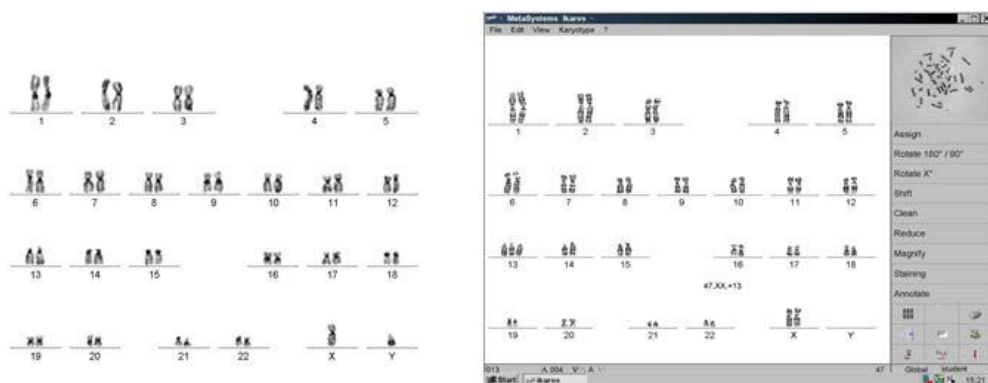 1 2 3 4 5
6 7 8 9 10 11 12
13 14 15 16 17 18
19 20 21 22 X Y
MetaSystems Ikaros -
File Edit View Karyotype ?
1 2 3 4 5
6 7 8 9 10 11 12
13 14 15 16 17 18
47,XX,+13
19 20 21 22 X Y
Assign
Rotate 180° / 90°
Rotate X°
Shift
Clean
Reduce
Magnify
Staining
Annotate
013 A.004 47 Global student
Start Ikaros 15:21